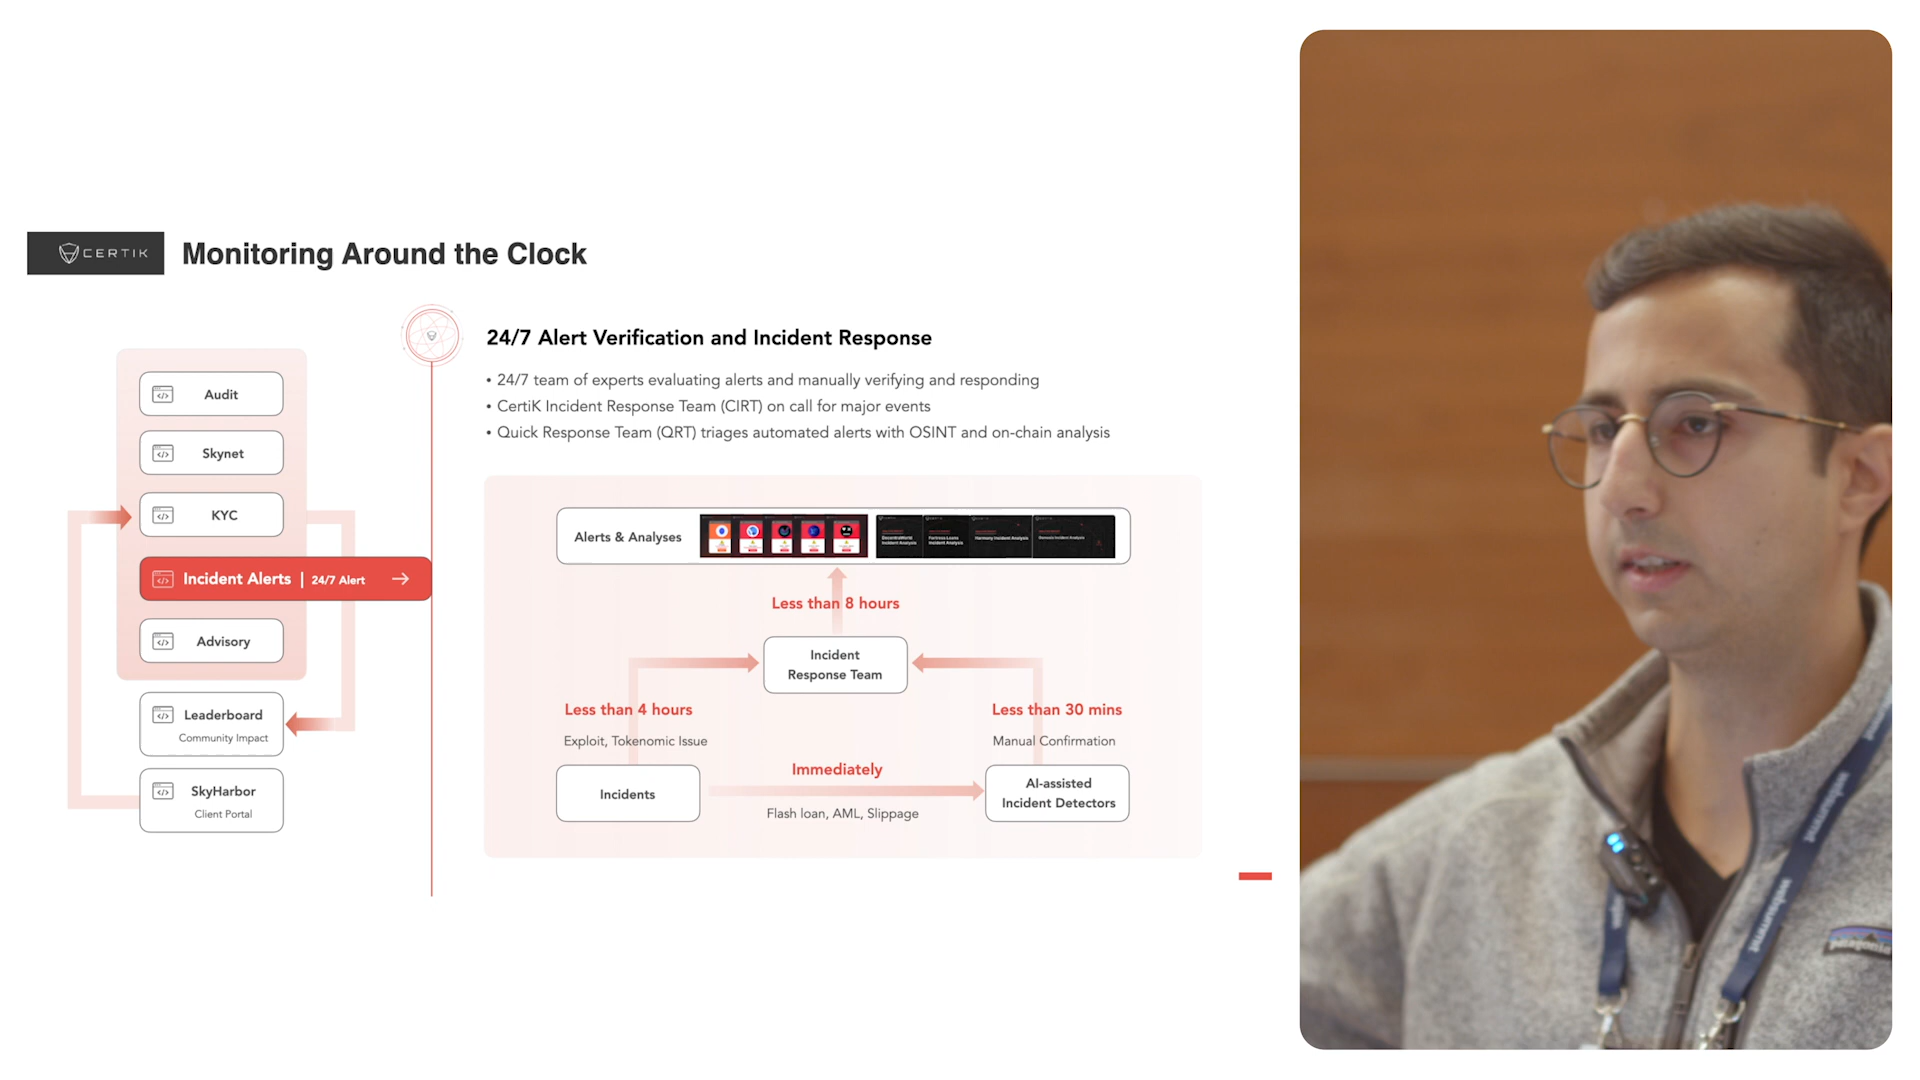 CERTIK
Monitoring Around the Clock
Audit
Skynet
KYC
Incident Alerts | 24/7 Alert
Advisory
Leaderboard
Community Impact
SkyHarbor
Client Portal
24/7 Alert Verification and Incident Response
• 24/7 team of experts evaluating alerts and manually verifying and responding
• CertiK Incident Response Team (CIRT) on call for major events
• Quick Response Team (QRT) triages automated alerts with OSINT and on-chain analysis
Alerts & Analyses
Less than 8 hours
Incident
Response Team
Less than 4 hours
Exploit, Tokenomic Issue
Less than 30 mins
Manual Confirmation
Immediately
Flash loan, AML, Slippage
Incidents
AI-assisted
Incident Detectors
websummit
websummit
patagonia